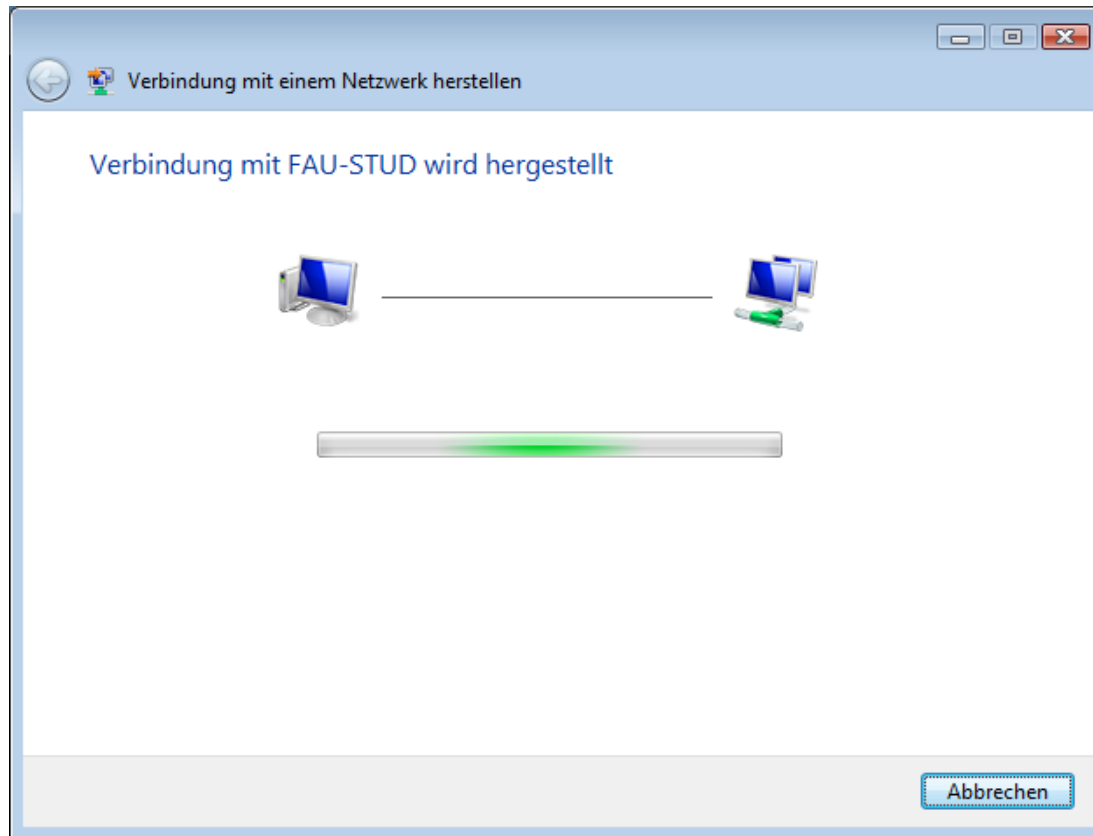 Verbindung mit einem Netzwerk herstellen
Verbindung mit FAU-STUD wird hergestellt
Abbrechen